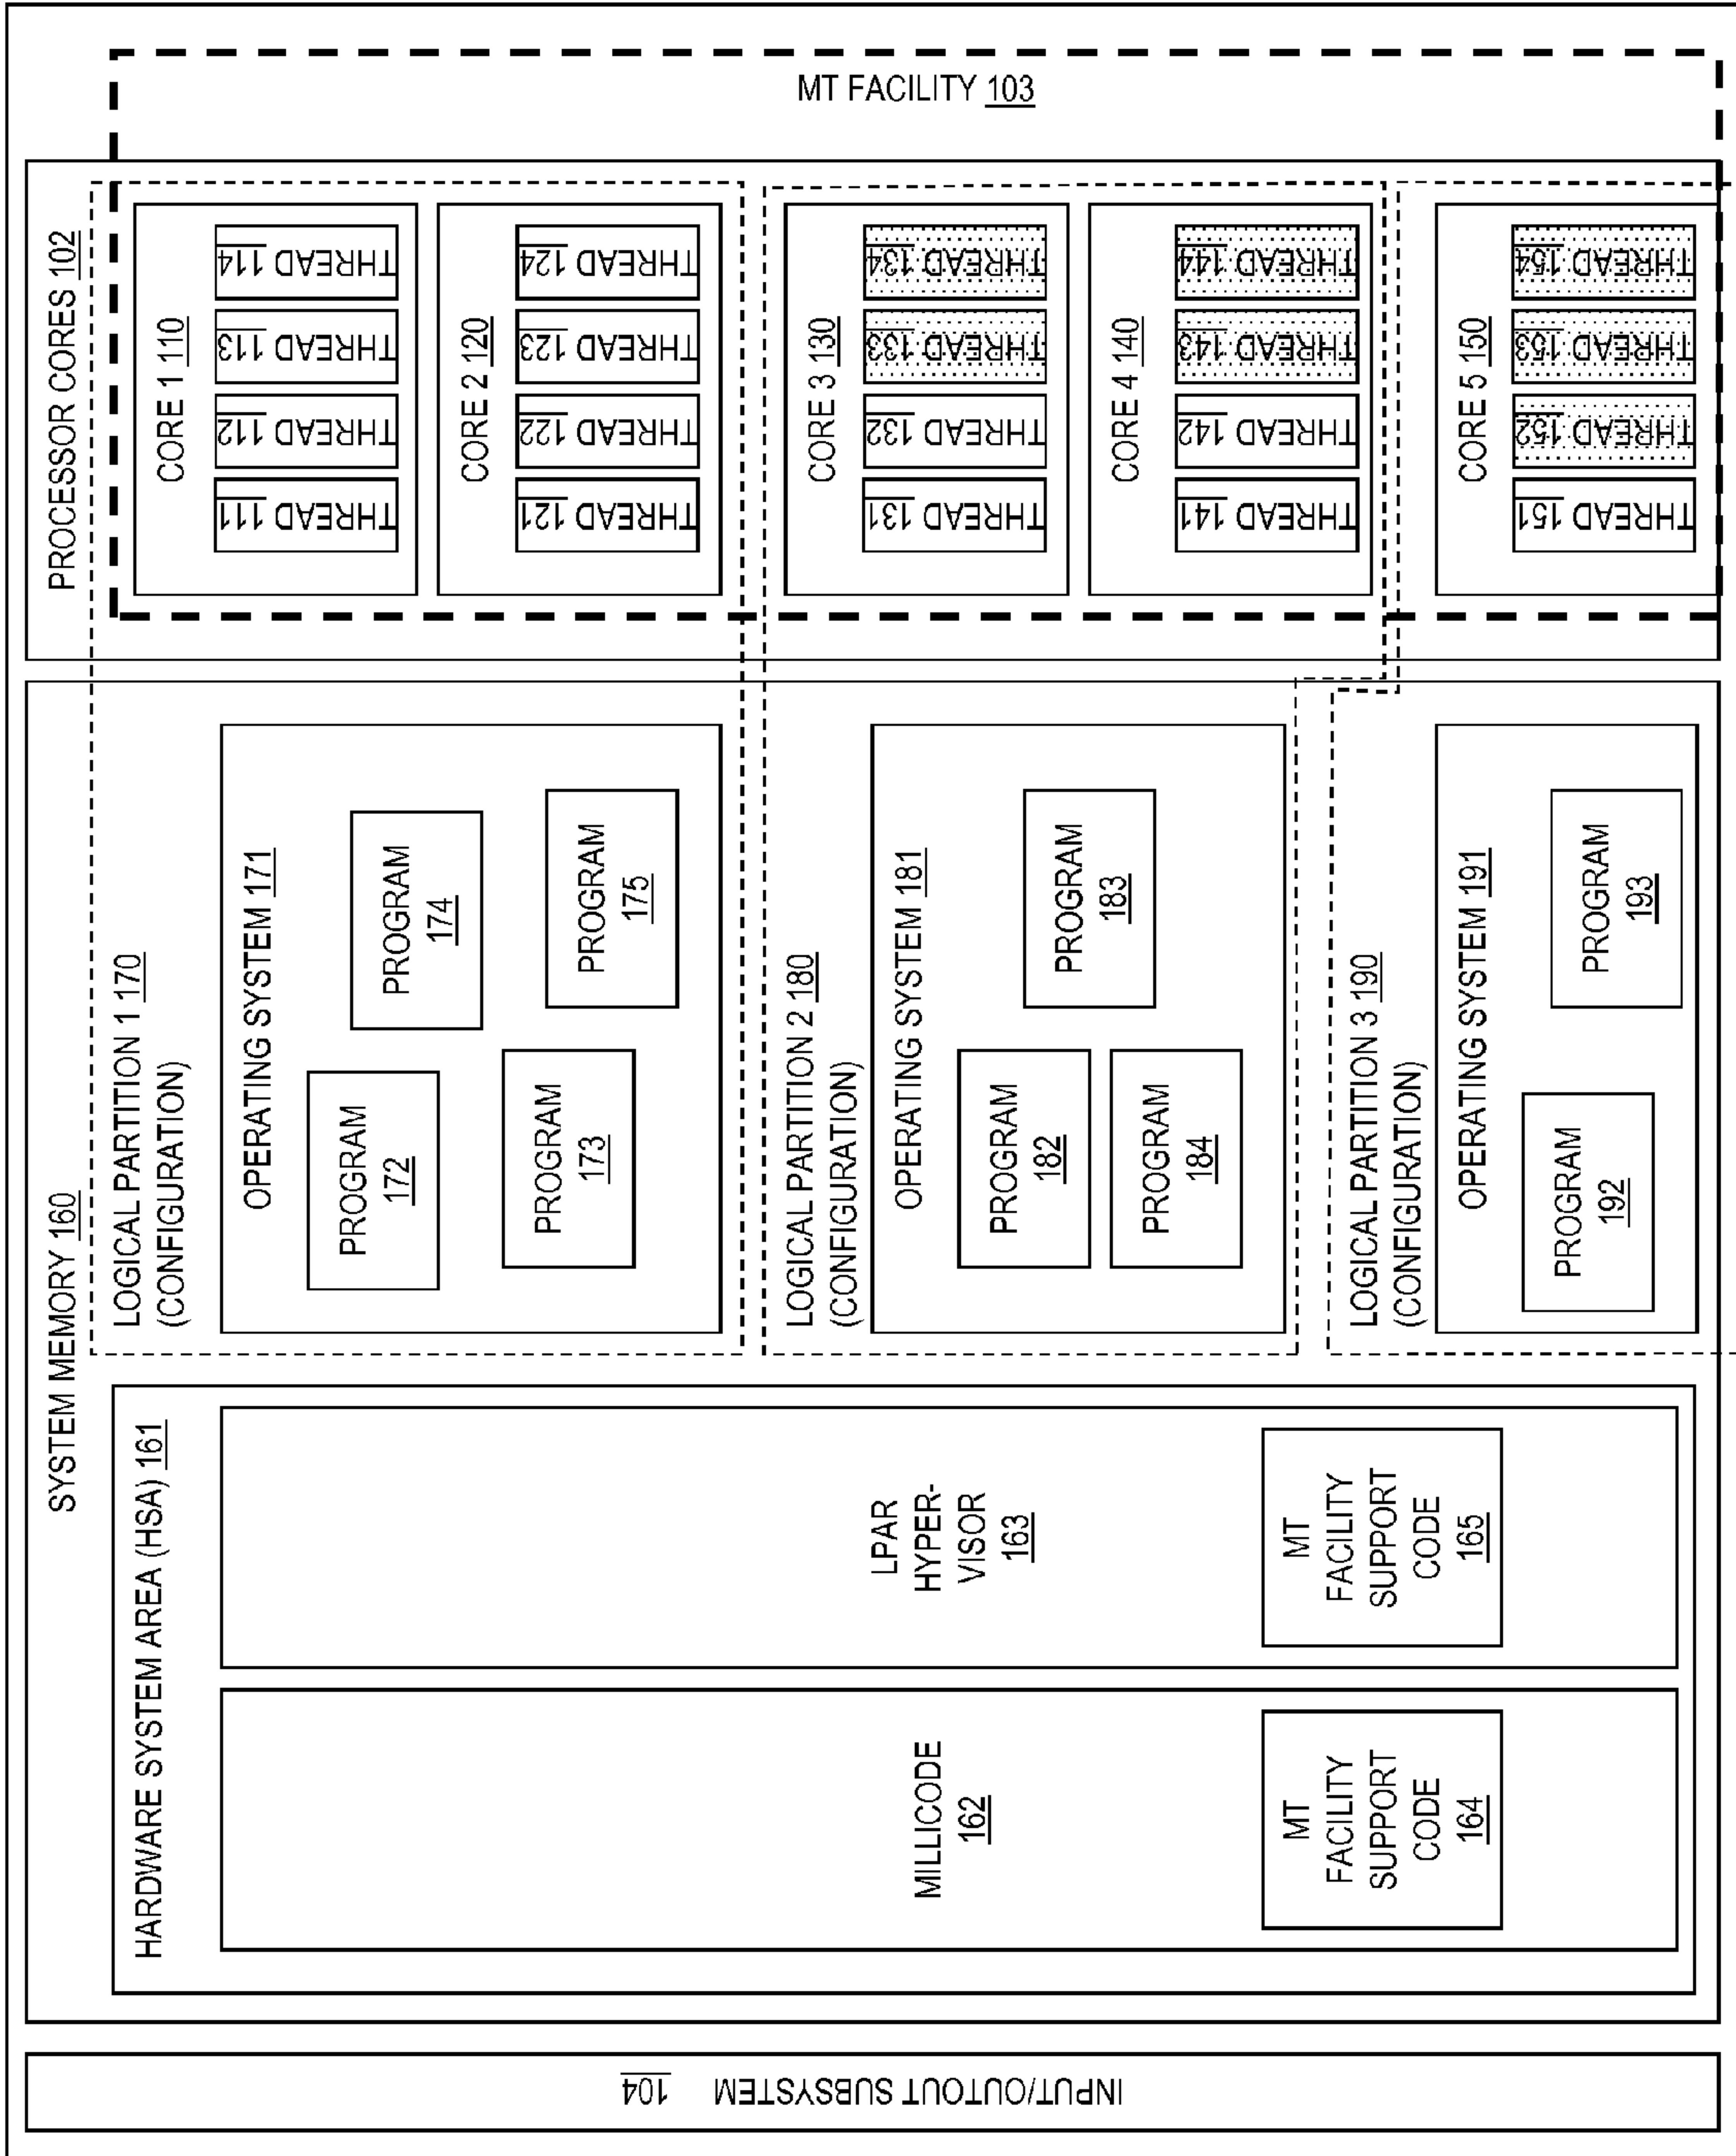 PROCESSOR CORES 102
MT FACILITY 103
CORE 1 110
THREAD 111
THREAD 112
THREAD 113
THREAD 114
CORE 2 120
THREAD 121
THREAD 122
THREAD 123
THREAD 124
CORE 3 130
THREAD 131
THREAD 132
THREAD 133
THREAD 134
CORE 4 140
THREAD 141
THREAD 142
THREAD 143
THREAD 144
CORE 5 150
THREAD 151
THREAD 152
THREAD 153
THREAD 154
SYSTEM MEMORY 160
LOGICAL PARTITION 1 170
(CONFIGURATION)
OPERATING SYSTEM 171
PROGRAM
172
PROGRAM
174
PROGRAM
173
PROGRAM
175
LOGICAL PARTITION 2 180
(CONFIGURATION)
OPERATING SYSTEM 181
PROGRAM
182
PROGRAM
183
PROGRAM
184
LOGICAL PARTITION 3 190
(CONFIGURATION)
OPERATING SYSTEM 191
PROGRAM
192
PROGRAM
193
HARDWARE SYSTEM AREA (HSA) 161
LPAR
HYPER-
VISOR
163
MT
FACILITY
SUPPORT
CODE
165
MILLICODE
162
MT
FACILITY
SUPPORT
CODE
164
INPUT/OUTOUT SUBSYSTEM 104